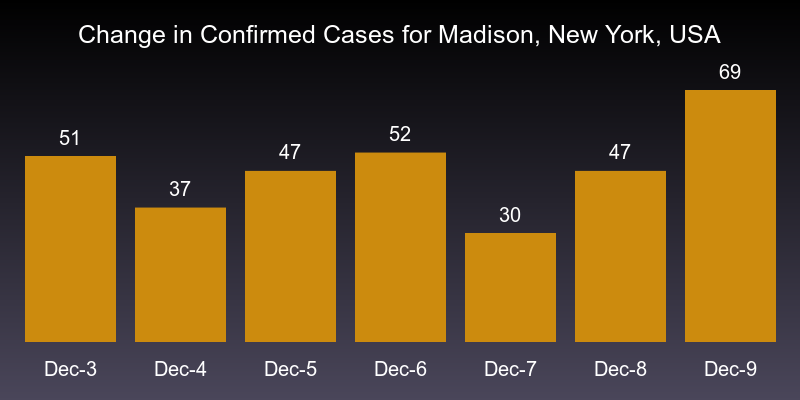 Change in Confirmed Cases for Madison, New York, USA
51
37
47
52
30
47
69
Dec-3
Dec-4
Dec-5
Dec-6
Dec-7
Dec-8
Dec-9